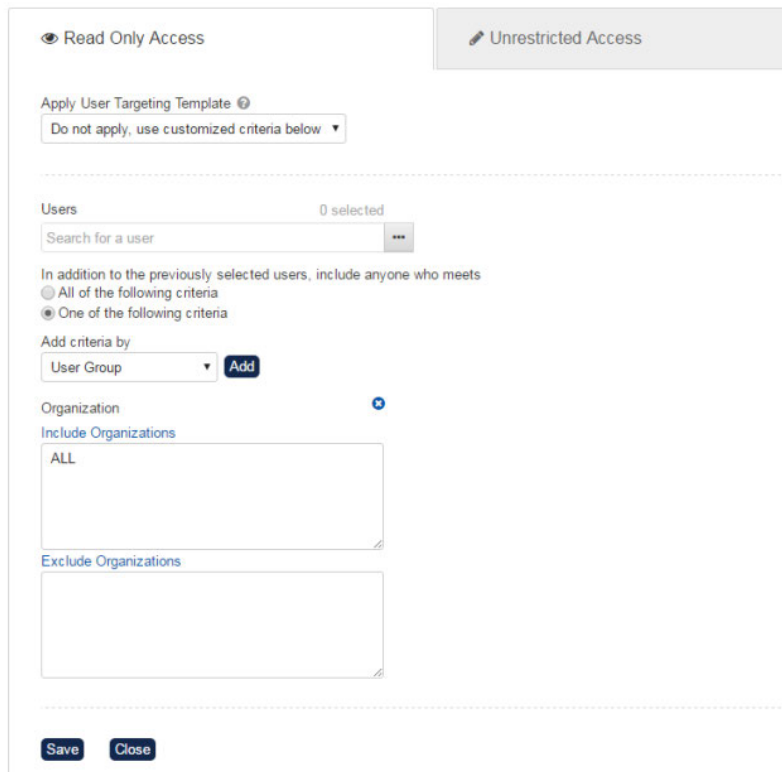 Read Only Access
Unrestricted Access
Apply User Targeting Template
Do not apply, use customized criteria below
Users
0 selected
Search for a user
In addition to the previously selected users, include anyone who meets
All of the following criteria
One of the following criteria
Add criteria by
User Group
Add
Organization
Include Organizations
ALL
Exclude Organizations
Save
Close